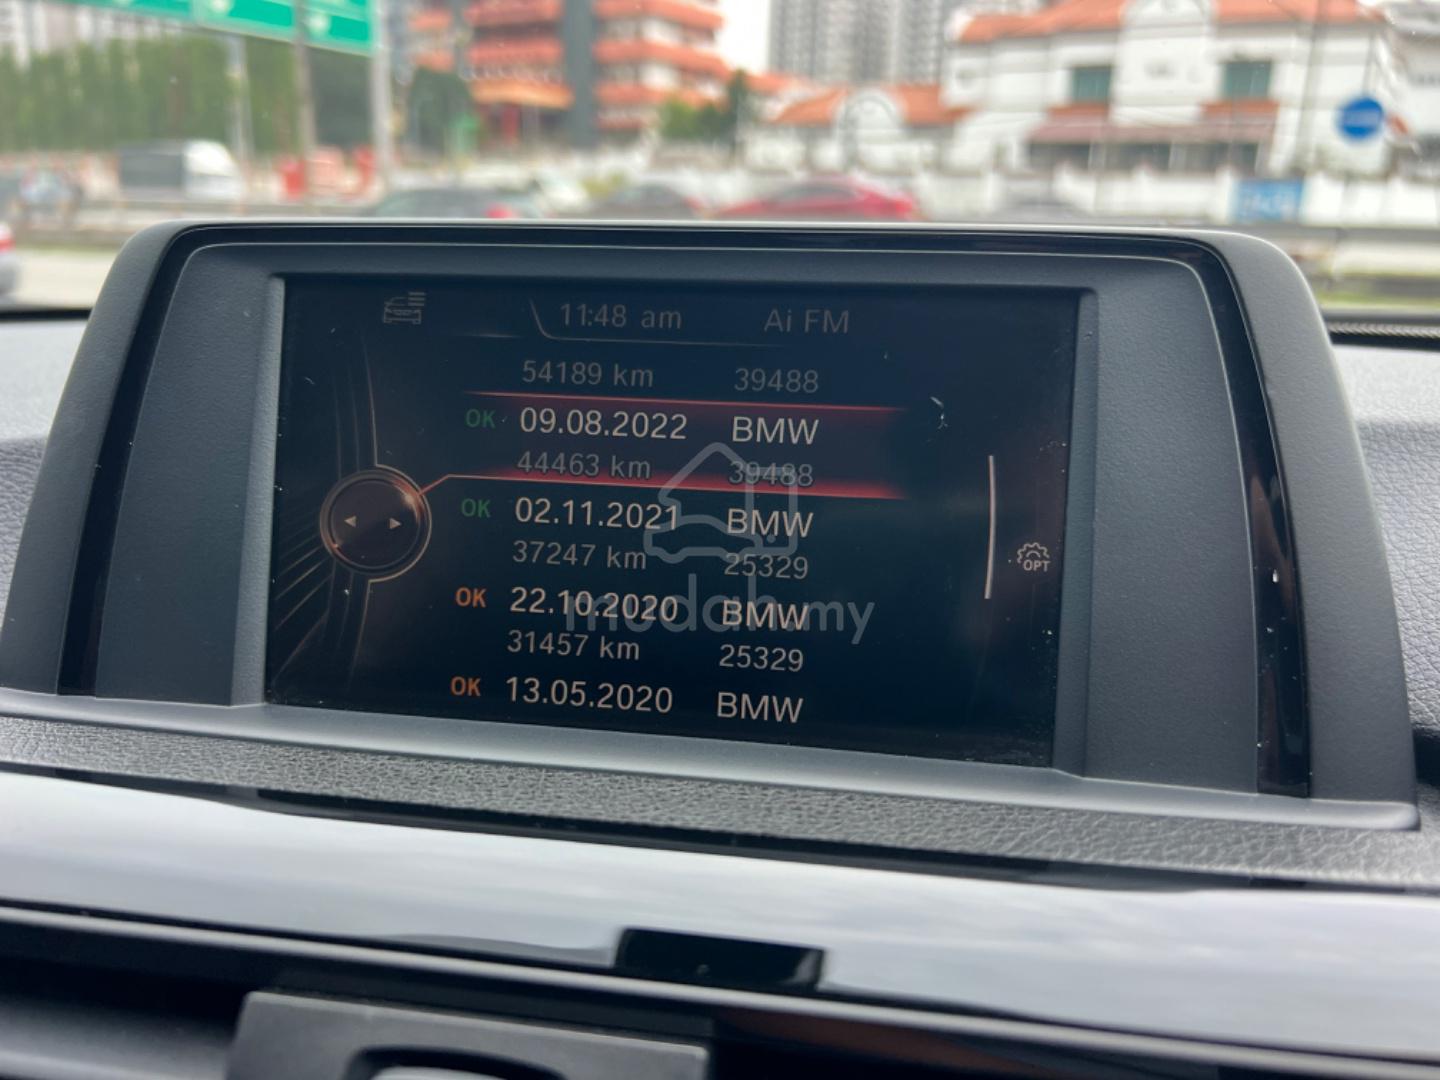 11:48 am Ai FM
54189 km 39488
OK 09.08.2022 BMW
44463 km 39488
OK 02.11.2021 BMW
37247 km 25329
OPT
OK 22.10.2020 BMW
mudah.my
31457 km 25329
OK 13.05.2020 BMW